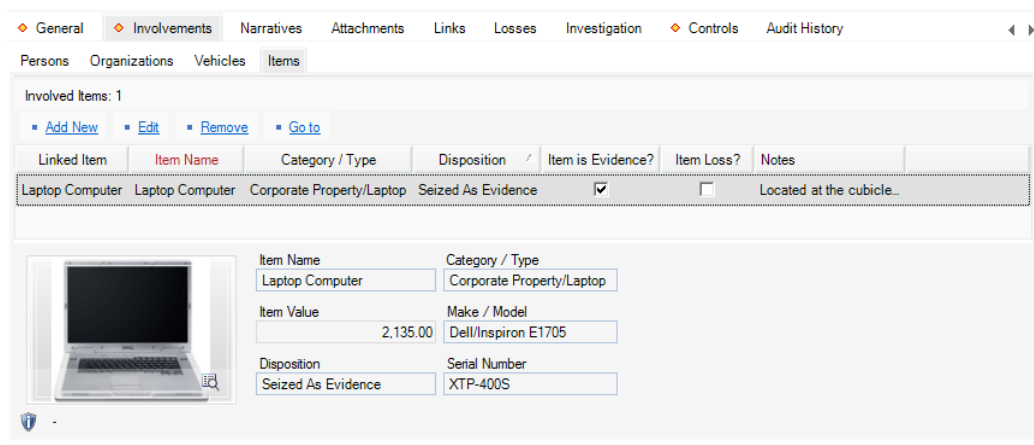 General Involvements Narratives Attachments Links Losses Investigation Controls Audit History
Persons Organizations Vehicles Items
Involved Items: 1
Add New Edit Remove Go to
Linked Item Item Name Category / Type Disposition Item is Evidence? Item Loss? Notes
Laptop Computer Laptop Computer Corporate Property/Laptop Seized As Evidence Located at the cubicle...
Item Name Category / Type
Laptop Computer Corporate Property/Laptop
Item Value Make / Model
2,135.00 Dell/Inspiron E1705
Disposition Serial Number
Seized As Evidence XTP-400S
-